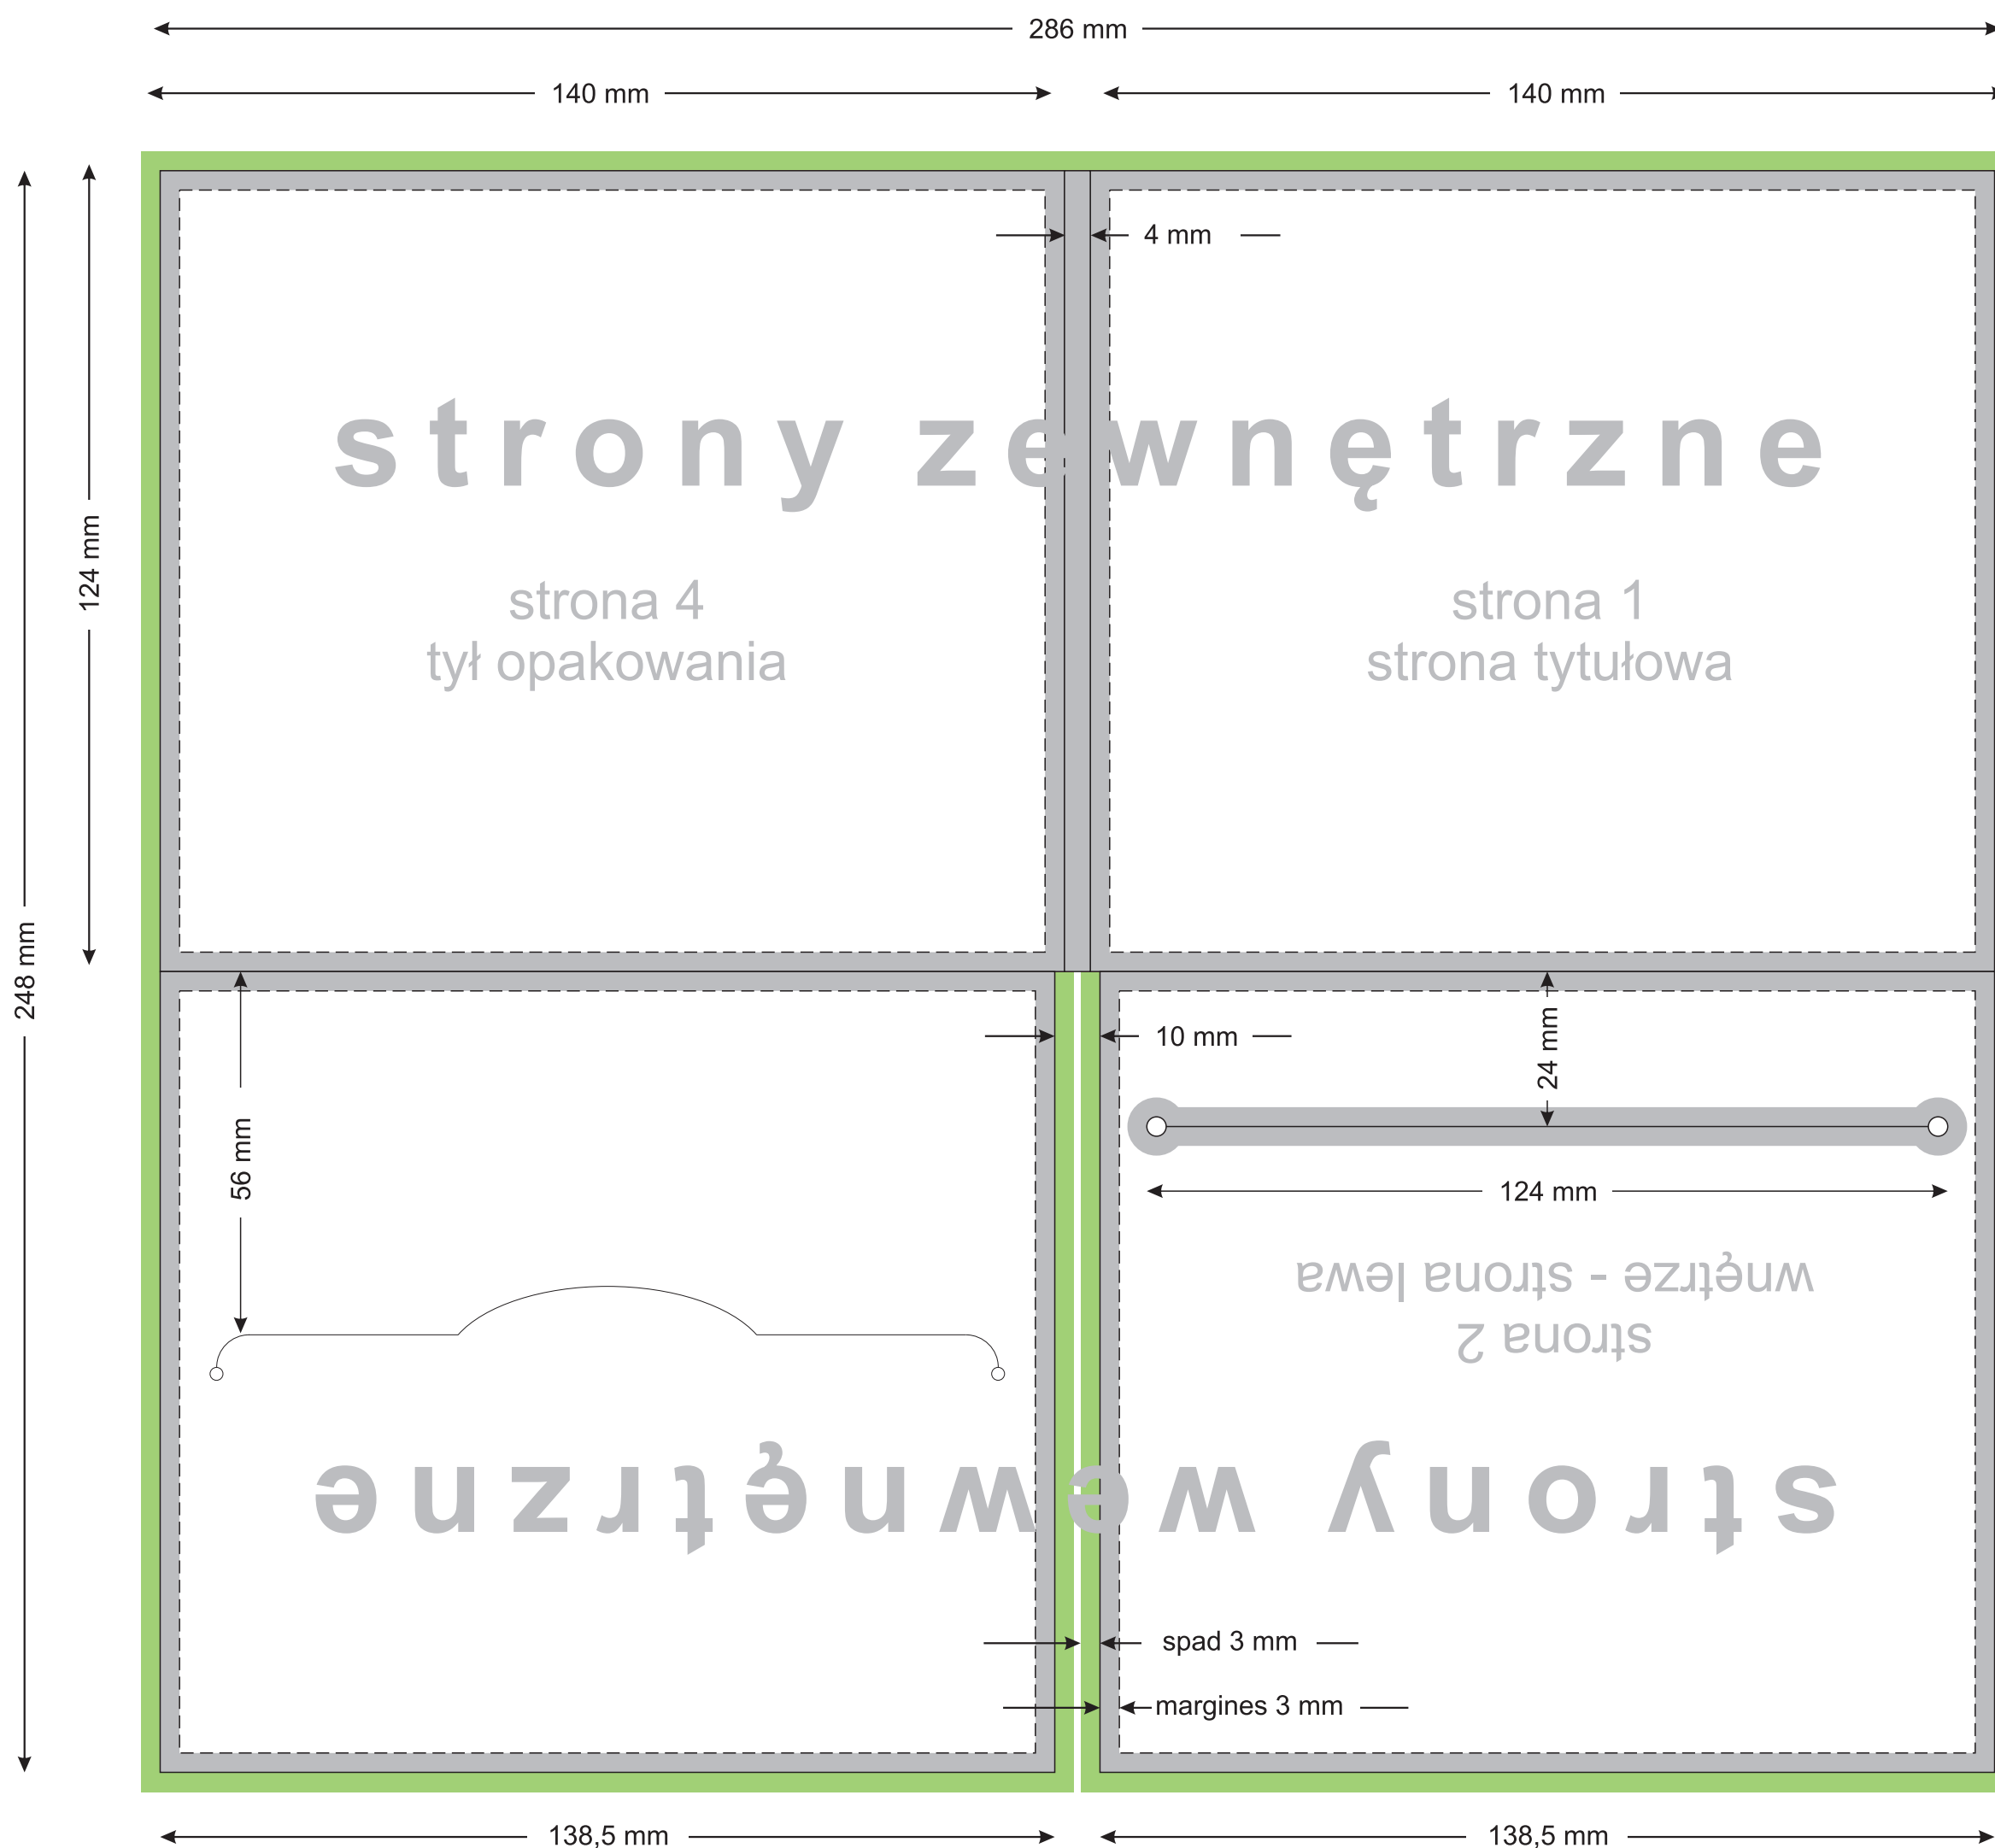 286 mm
140 mm
140 mm
4 mm
124 mm
248 mm
strony zewnętrzne
strona 4
tył opakowania
strona 1
strona tytułowa
56 mm
10 mm
24 mm
124 mm
wnętrze - strona lewa
strona 2
strony wewnętrzne
spad 3 mm
margines 3 mm
138,5 mm
138,5 mm